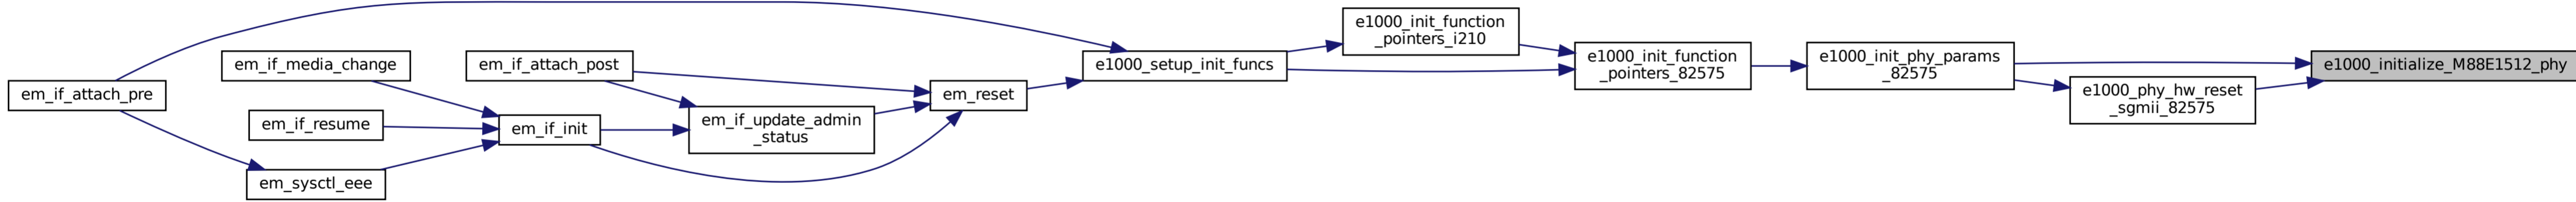 em_if_attach_pre
em_if_media_change
em_if_resume
em_sysctl_eee
em_if_attach_post
em_if_init
em_if_update_admin
_status
em_reset
e1000_setup_init_funcs
e1000_init_function
_pointers_i210
e1000_init_function
_pointers_82575
e1000_init_phy_params
_82575
e1000_phy_hw_reset
_sgmii_82575
e1000_initialize_M88E1512_phy